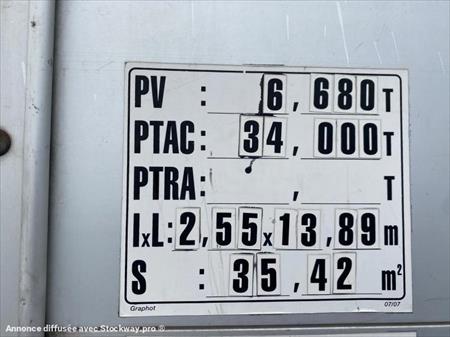 PV : 6,680 T
PTAC : 34,000 T
PTRA : , T
IxL : 2,55x13,89 m
S : 35,42 m²
Graphot 07/07
Annonce diffusée avec Stockway.pro ®